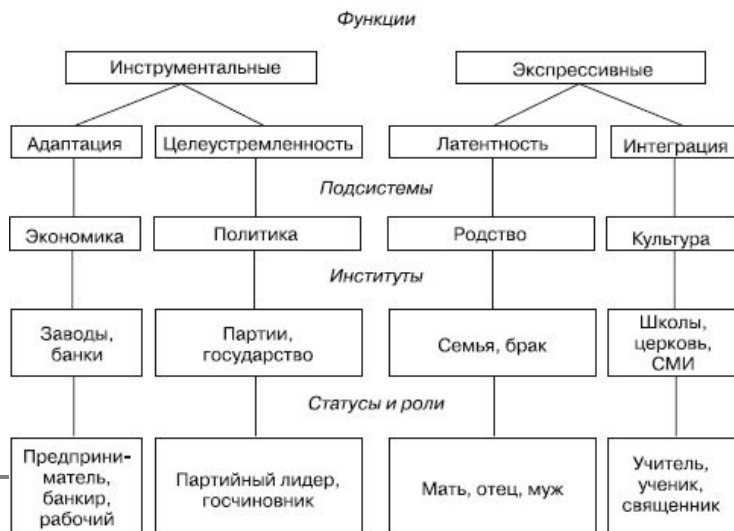 Функции
Инструментальные
Экспрессивные
Адаптация
Целеустремленность
Латентность
Интеграция
Подсистемы
Экономика
Политика
Родство
Культура
Институты
Заводы,
банки
Партии,
государство
Семья, брак
Школы,
церковь,
СМИ
Статусы и роли
Предприни-
матель,
банкир,
рабочий
Партийный лидер,
госчиновник
Мать, отец, муж
Учитель,
ученик,
священник